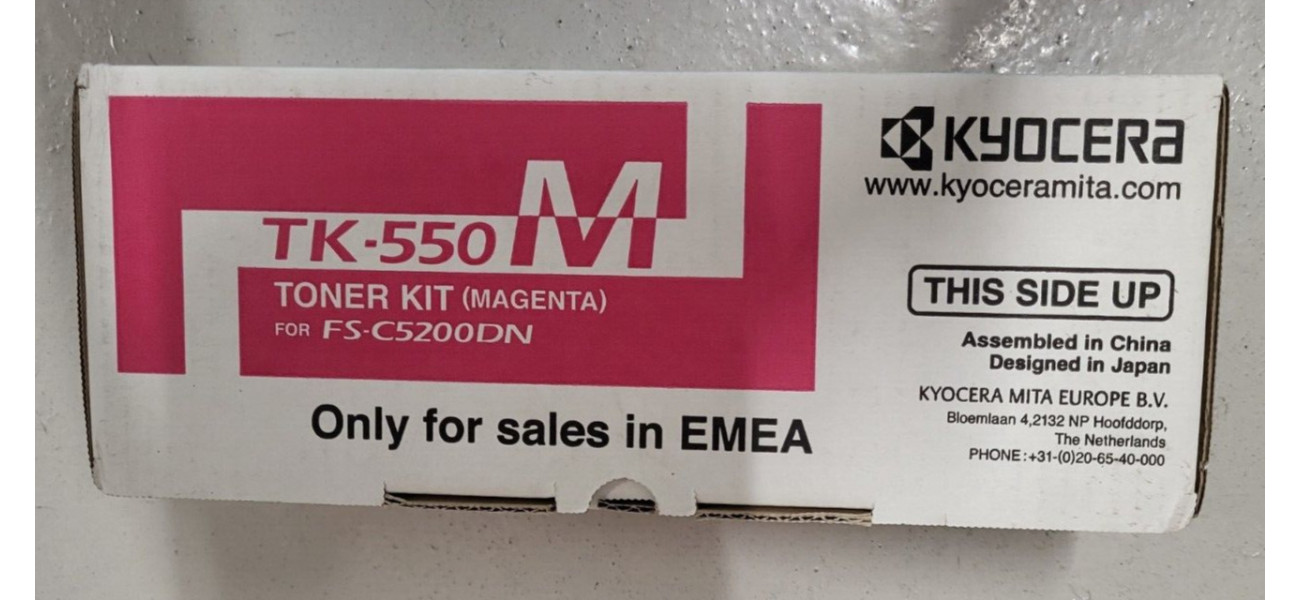 TK-550 M
TONER KIT (MAGENTA)
FOR FS-C5200DN
Only for sales in EMEA
KYOCERA
www.kyoceramita.com
THIS SIDE UP
Assembled in China
Designed in Japan
KYOCERA MITA EUROPE B.V.
Bloemlaan 4,2132 NP Hoofddorp,
The Netherlands
PHONE:+31-(0)20-65-40-000